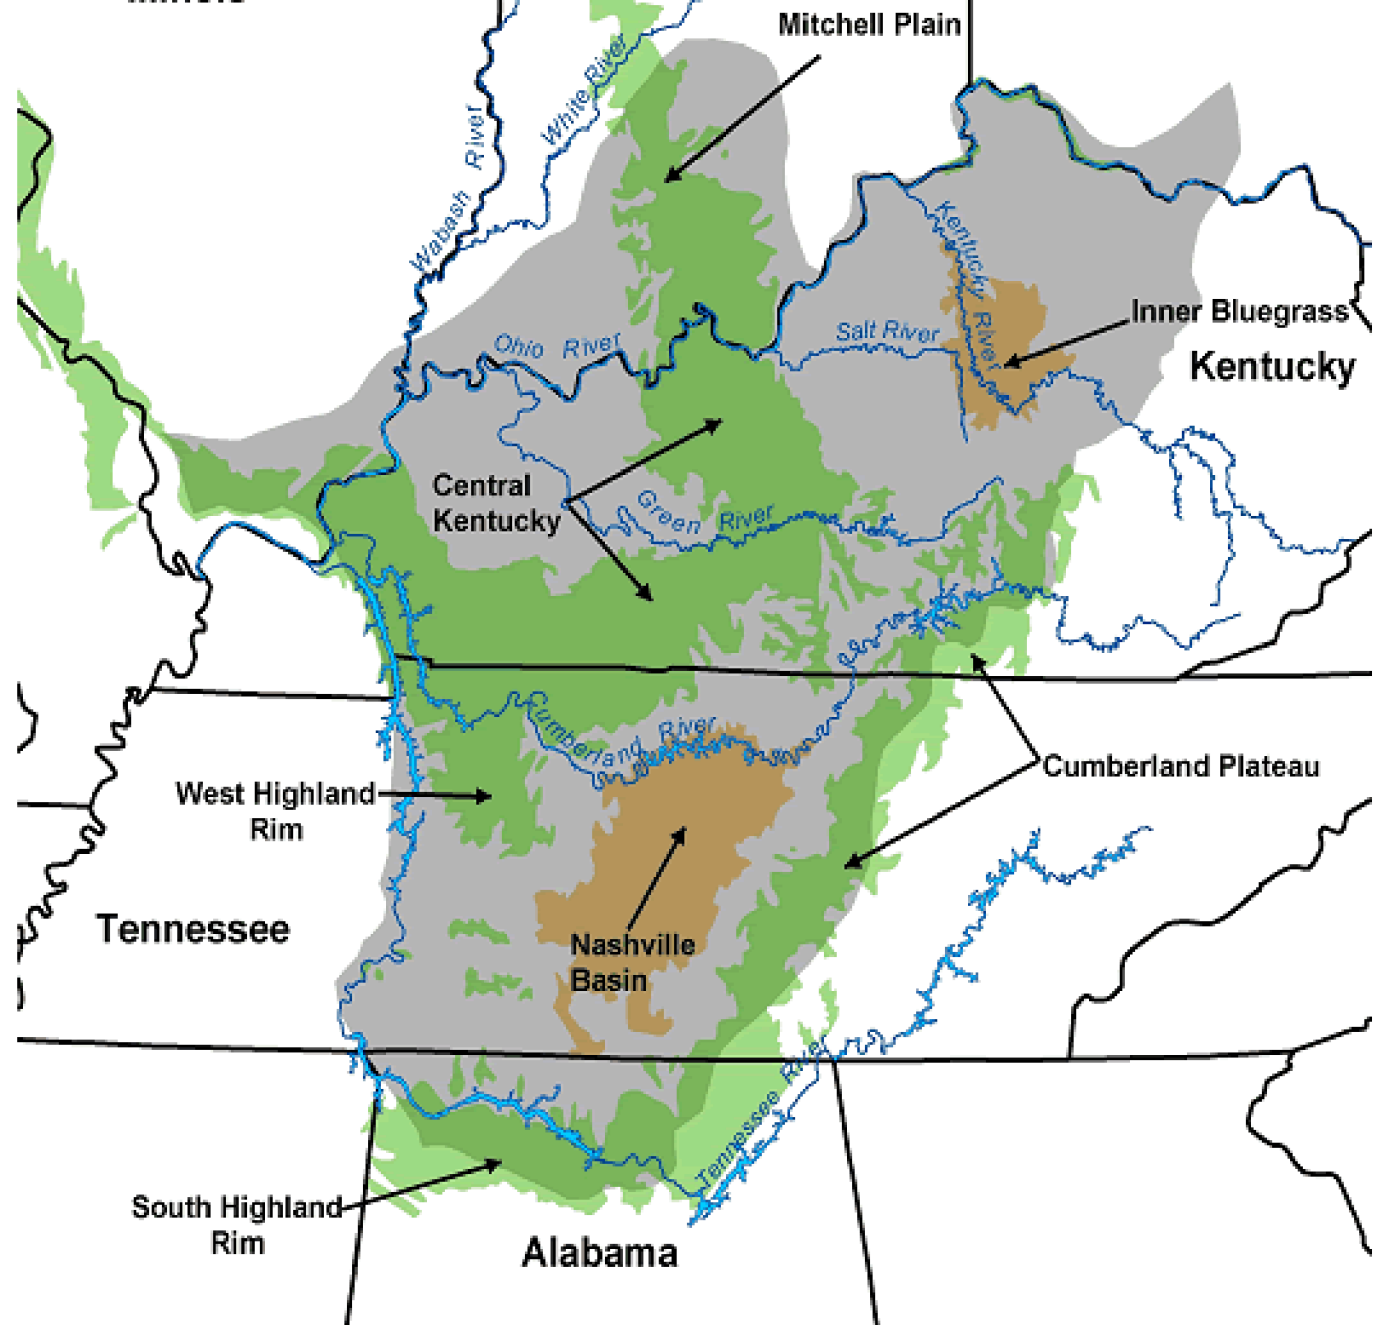 Mitchell Plain
White River
Wabash River
Kentucky River
Inner Bluegrass
Salt River
Ohio River
Kentucky
Central
Kentucky
Green River
Cumberland River
Cumberland Plateau
West Highland
Rim
Tennessee
Nashville
Basin
Tennessee River
South Highland
Rim
Alabama